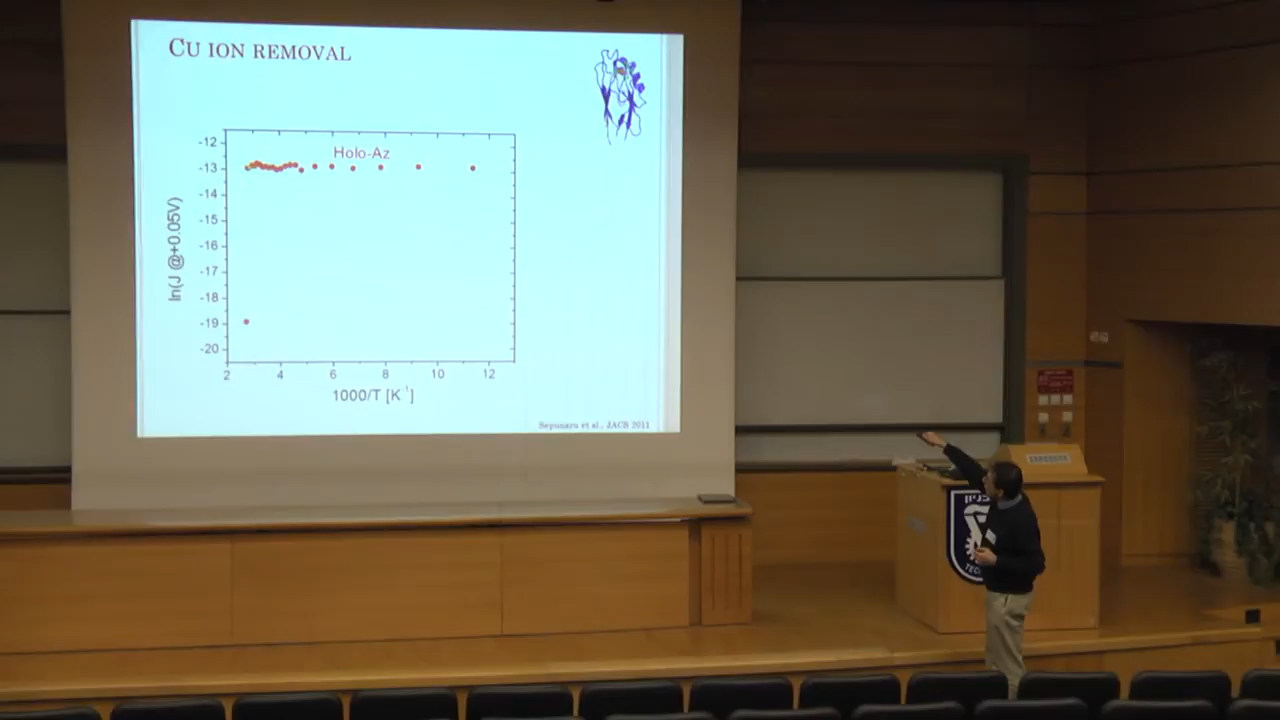 CU ION REMOVAL
Holo-Az
ln(J @+0.05V)
-12
-13
-14
-15
-16
-17
-18
-19
-20
2 4 6 8 10 12
1000/T [K⁻¹]
Sepunaru et al., JACS 2011
TEC